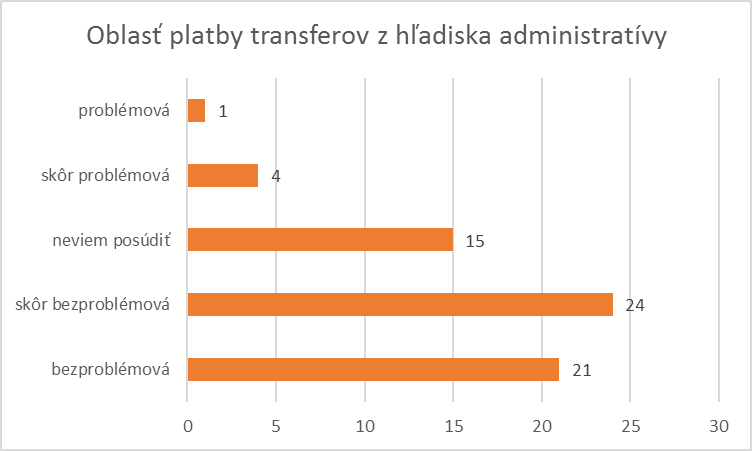 Oblasť platby transferov z hľadiska administratívy
problémová 1
skôr problémová 4
neviem posúdiť 15
skôr bezproblémová 24
bezproblémová 21
0 5 10 15 20 25 30